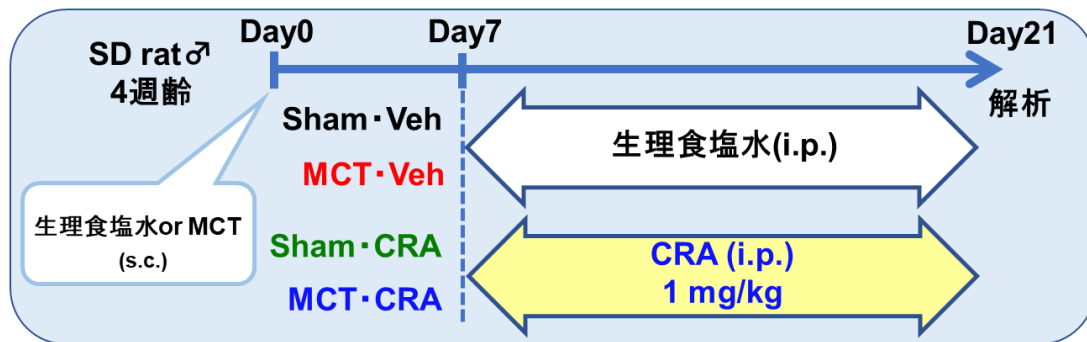 Day0
Day7
Day21
SD rat♂
4週齢
解析
Sham・Veh
MCT・Veh
生理食塩水(i.p.)
生理食塩水or MCT
(s.c.)
Sham・CRA
MCT・CRA
CRA (i.p.)
1 mg/kg